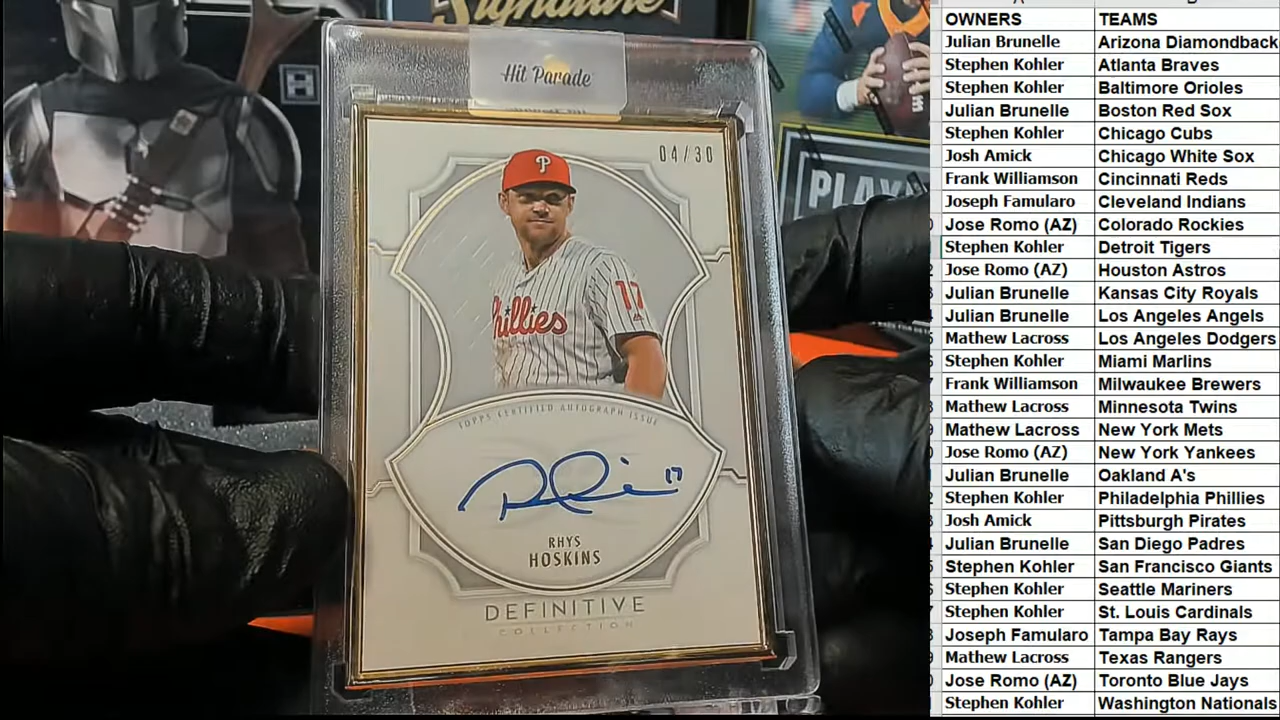 Signature
Hit Parade
04/30
P
Phillies
17
TOPPS CERTIFIED AUTOGRAPH ISSUE
17
RHYS
HOSKINS
DEFINITIVE
COLLECTION
H
PLAY
OWNERS TEAMS
Julian Brunelle Arizona Diamondback
Stephen Kohler Atlanta Braves
Stephen Kohler Baltimore Orioles
Julian Brunelle Boston Red Sox
Stephen Kohler Chicago Cubs
Josh Amick Chicago White Sox
Frank Williamson Cincinnati Reds
Joseph Famularo Cleveland Indians
Jose Romo (AZ) Colorado Rockies
Stephen Kohler Detroit Tigers
Jose Romo (AZ) Houston Astros
Julian Brunelle Kansas City Royals
Julian Brunelle Los Angeles Angels
Mathew Lacross Los Angeles Dodgers
Stephen Kohler Miami Marlins
Frank Williamson Milwaukee Brewers
Mathew Lacross Minnesota Twins
Mathew Lacross New York Mets
Jose Romo (AZ) New York Yankees
Julian Brunelle Oakland A's
Stephen Kohler Philadelphia Phillies
Josh Amick Pittsburgh Pirates
Julian Brunelle San Diego Padres
Stephen Kohler San Francisco Giants
Stephen Kohler Seattle Mariners
Stephen Kohler St. Louis Cardinals
Joseph Famularo Tampa Bay Rays
Mathew Lacross Texas Rangers
Jose Romo (AZ) Toronto Blue Jays
Stephen Kohler Washington Nationals